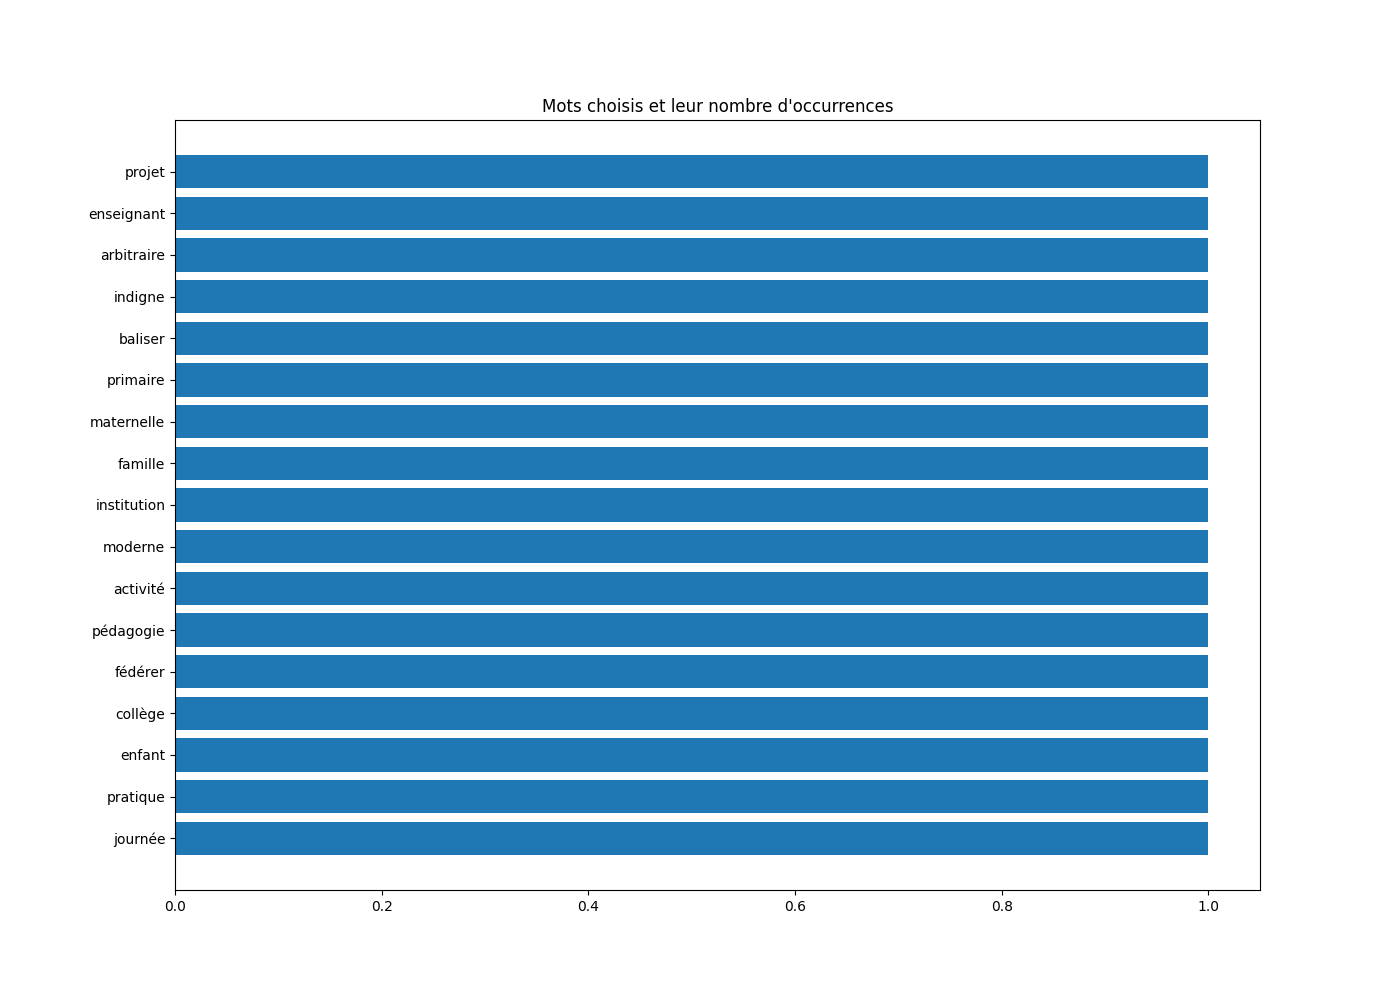 Mots choisis et leur nombre d'occurrences
projet
enseignant
arbitraire
indigne
baliser
primaire
maternelle
famille
institution
moderne
activité
pédagogie
fédérer
collège
enfant
pratique
journée
0.0 0.2 0.4 0.6 0.8 1.0